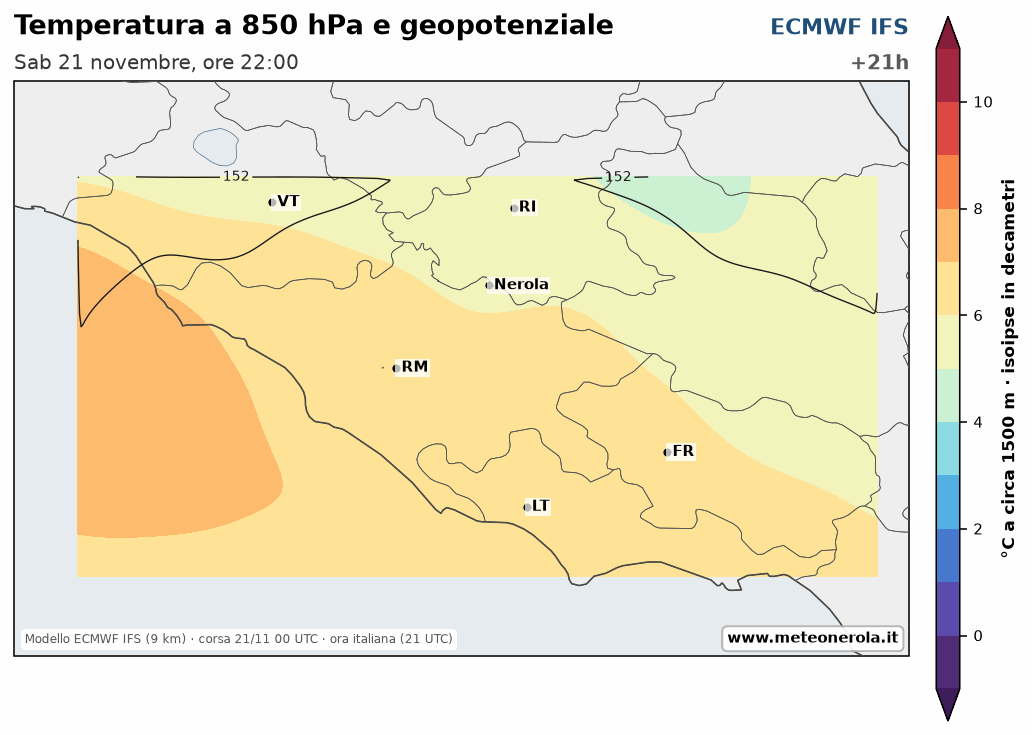 Temperatura a 850 hPa e geopotenziale
ECMWF IFS
Sab 21 novembre, ore 22:00
+21h
152
152
VT
RI
Nerola
RM
FR
LT
10
8
6
4
2
0
°C a circa 1500 m · isoipse in decametri
Modello ECMWF IFS (9 km) · corsa 21/11 00 UTC · ora italiana (21 UTC)
www.meteonerola.it